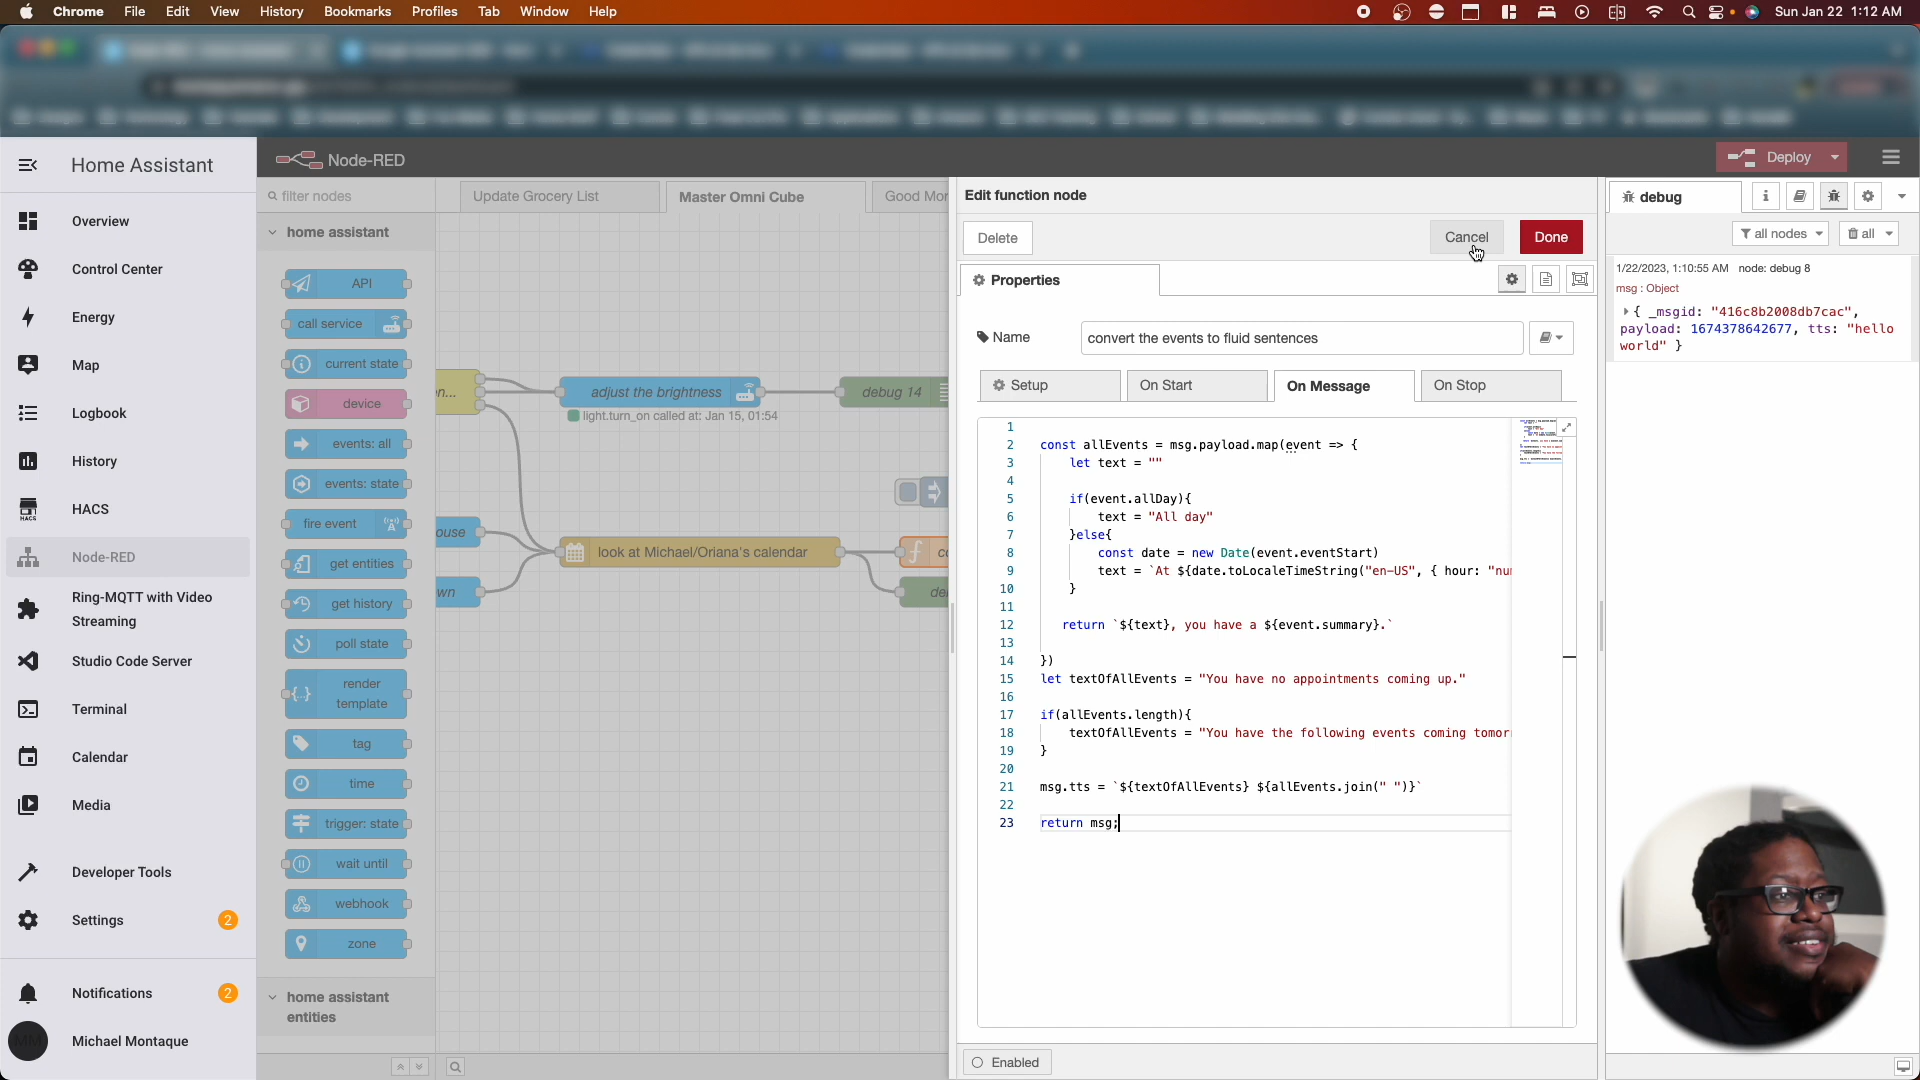 Chrome File Edit View History Bookmarks Profiles Tab Window Help
Sun Jan 22 1:12 AM
Home Assistant
Overview
Control Center
Energy
Map
Logbook
History
HACS
Node-RED
Ring-MQTT with Video
Streaming
Studio Code Server
Terminal
Calendar
Media
Developer Tools
Settings 2
Notifications 2
MM Michael Montaque
Node-RED
Deploy
filter nodes
home assistant
API
call service
current state
device
events: all
events: state
fire event
get entities
get history
poll state
render
template
tag
time
trigger: state
wait until
webhook
zone
home assistant
entities
Update Grocery List
Master Omni Cube
Good Mor
n...
adjust the brightness
light.turn_on called at: Jan 15, 01:54
debug 14
ouse
look at Michael/Oriana's calendar
co
wn
de
Edit function node
Delete
Cancel
Done
Properties
Name
convert the events to fluid sentences
Setup
On Start
On Message
On Stop
1
2 const allEvents = msg.payload.map(event => {
3 let text = ""
4
5 if(event.allDay){
6 text = "All day"
7 }else{
8 const date = new Date(event.eventStart)
9 text = `At ${date.toLocaleTimeString("en-US", { hour: "nu
10 }
11
12 return `${text}, you have a ${event.summary}.`
13
14 })
15 let textOfAllEvents = "You have no appointments coming up."
16
17 if(allEvents.length){
18 textOfAllEvents = "You have the following events coming tomor
19 }
20
21 msg.tts = `${textOfAllEvents} ${allEvents.join(" ")}`
22
23 return msg;
Enabled
debug
all nodes
all
1/22/2023, 1:10:55 AM node: debug 8
msg : Object
{ _msgid: "416c8b2008db7cac",
payload: 1674378642677, tts: "hello
world" }